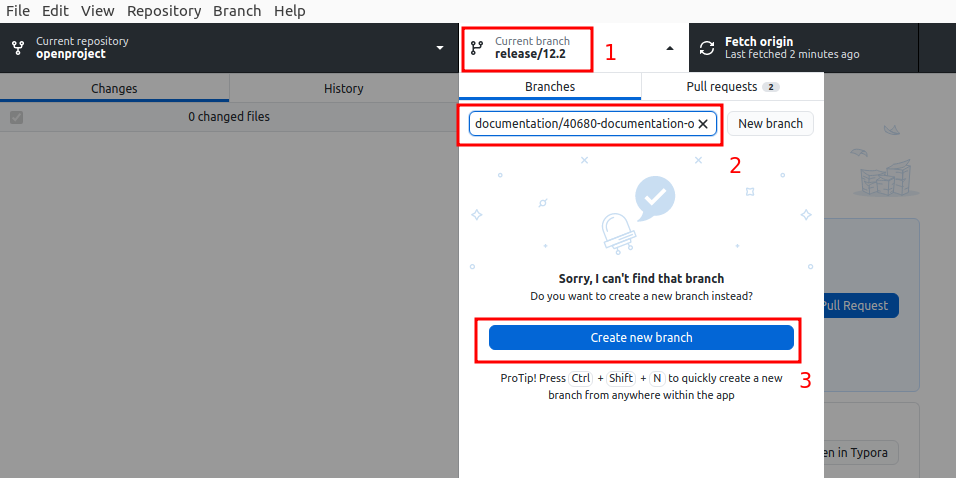 File Edit View Repository Branch Help
Current repository
openproject
Current branch
release/12.2
1
Fetch origin
Last fetched 2 minutes ago
Changes
History
Branches
Pull requests 2
0 changed files
documentation/40680-documentation-o
New branch
2
Sorry, I can't find that branch
Do you want to create a new branch instead?
Pull Request
Create new branch
3
ProTip! Press Ctrl + Shift + N to quickly create a new
branch from anywhere within the app
en in Typora